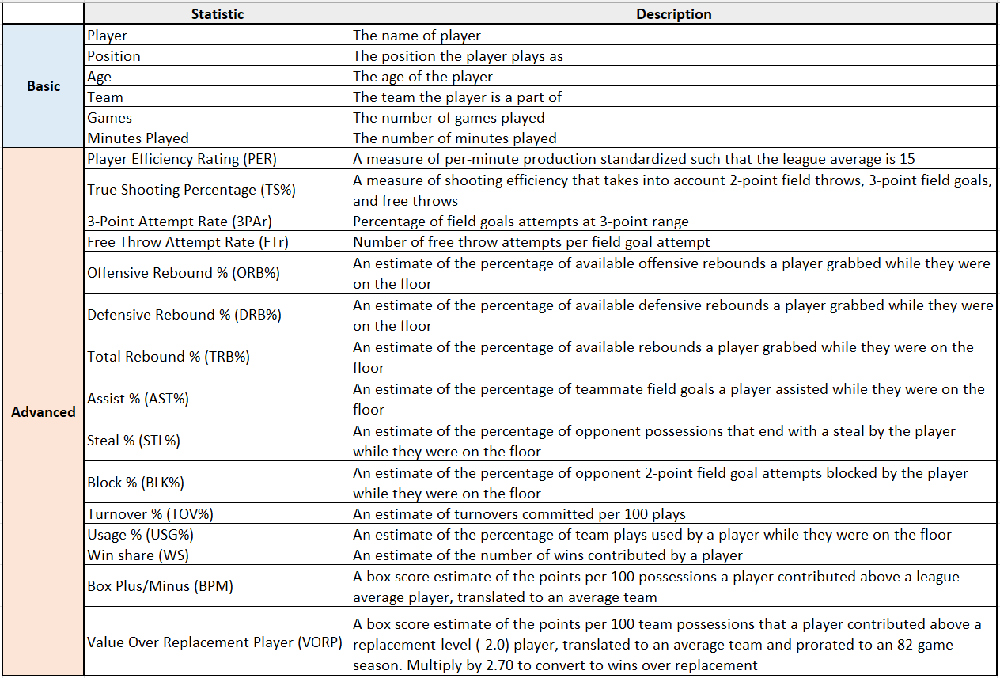 Statistic Description
Basic
Player The name of player
Position The position the player plays as
Age The age of the player
Team The team the player is a part of
Games The number of games played
Minutes Played The number of minutes played
Advanced
Player Efficiency Rating (PER) A measure of per-minute production standardized such that the league average is 15
True Shooting Percentage (TS%) A measure of shooting efficiency that takes into account 2-point field throws, 3-point field goals,
and free throws
3-Point Attempt Rate (3PAr) Percentage of field goals attempts at 3-point range
Free Throw Attempt Rate (FTr) Number of free throw attempts per field goal attempt
Offensive Rebound % (ORB%) An estimate of the percentage of available offensive rebounds a player grabbed while they were
on the floor
Defensive Rebound % (DRB%) An estimate of the percentage of available defensive rebounds a player grabbed while they were
on the floor
Total Rebound % (TRB%) An estimate of the percentage of available rebounds a player grabbed while they were on the
floor
Assist % (AST%) An estimate of the percentage of teammate field goals a player assisted while they were on the
floor
Steal % (STL%) An estimate of the percentage of opponent possessions that end with a steal by the player
while they were on the floor
Block % (BLK%) An estimate of the percentage of opponent 2-point field goal attempts blocked by the player
while they were on the floor
Turnover % (TOV%) An estimate of turnovers committed per 100 plays
Usage % (USG%) An estimate of the percentage of team plays used by a player while they were on the floor
Win share (WS) An estimate of the number of wins contributed by a player
Box Plus/Minus (BPM) A box score estimate of the points per 100 possessions a player contributed above a league-
average player, translated to an average team
Value Over Replacement Player (VORP) A box score estimate of the points per 100 team possessions that a player contributed above a
replacement-level (-2.0) player, translated to an average team and prorated to an 82-game
season. Multiply by 2.70 to convert to wins over replacement